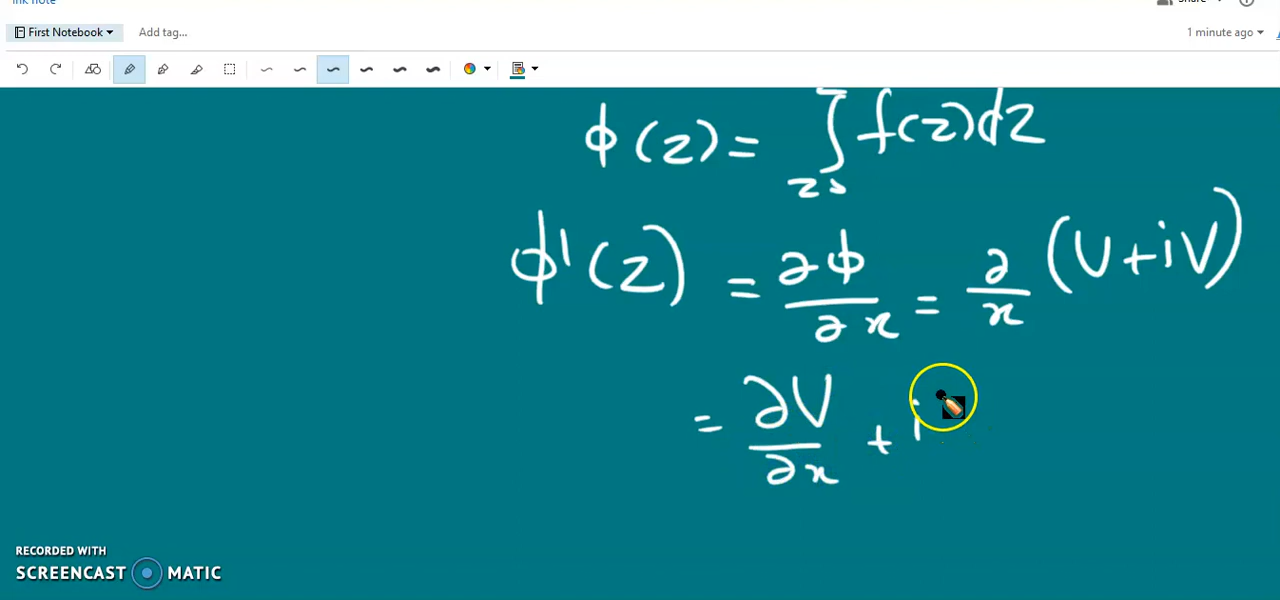 Ink note
Share
First Notebook
Add tag...
1 minute ago
ϕ(z) = ∫ f(z)dz
z₀
ϕ'(z) = ∂ϕ/∂x = ∂/x (U+iV)
= ∂U/∂x + i
RECORDED WITH
SCREENCAST MATIC